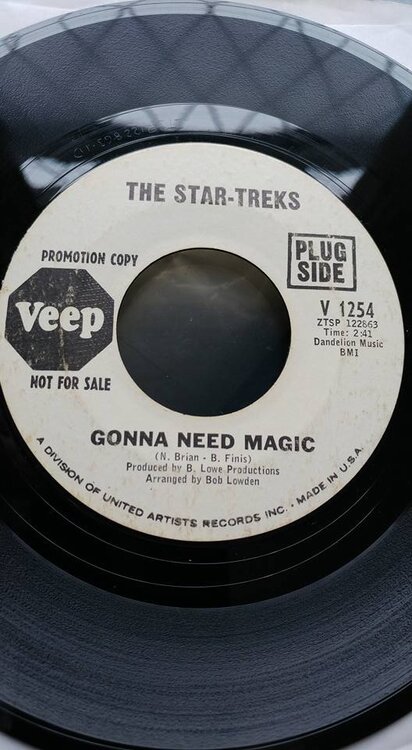 THE STAR-TREKS
PROMOTION COPY
veep
NOT FOR SALE
PLUG
SIDE
V 1254
ZTSP 122863
Time: 2:41
Dandelion Music
BMI
GONNA NEED MAGIC
(N. Brian - B. Finis)
Produced by B. Lowe Productions
Arranged by Bob Lowden
A DIVISION OF UNITED ARTISTS RECORDS INC. • MADE IN U.S.A.